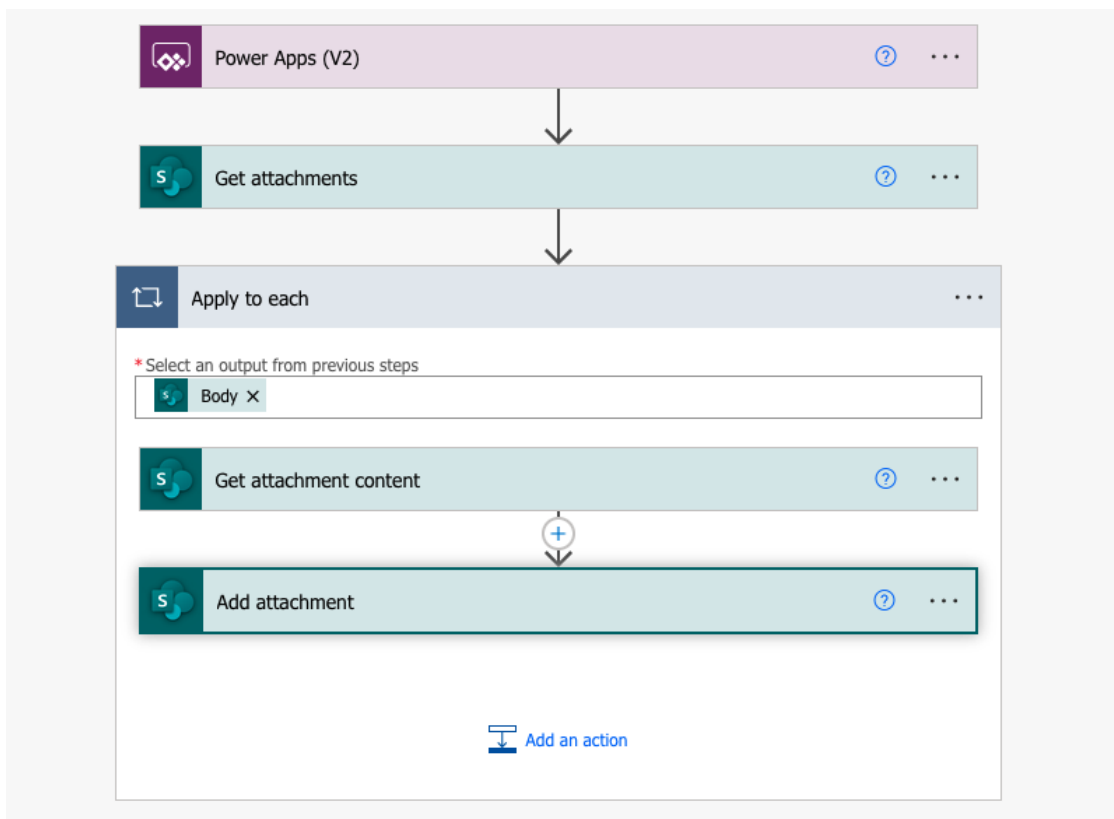 Power Apps (V2)
Get attachments
Apply to each
* Select an output from previous steps
S Body ×
S Get attachment content
S Add attachment
Add an action